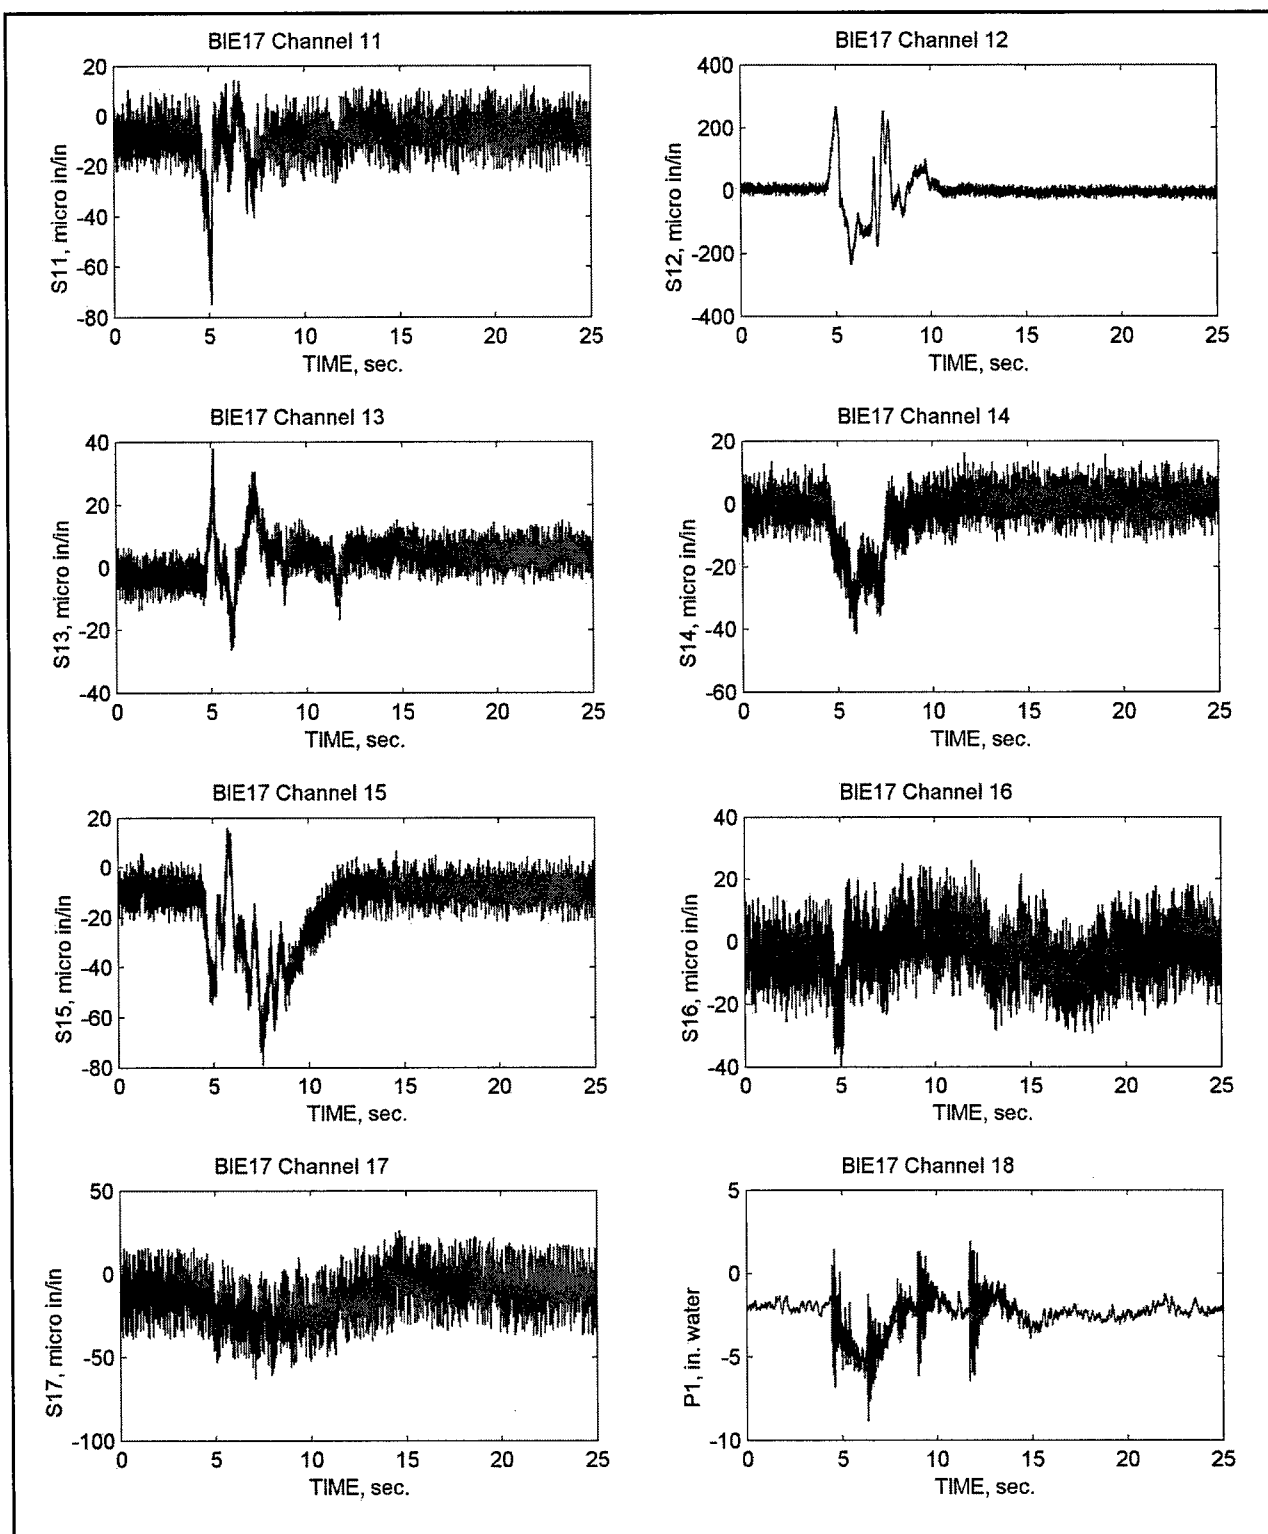 BIE17 Channel 11
20
0
-20
-40
-60
-80
S11, micro in/in
0 5 10 15 20 25
TIME, sec.
BIE17 Channel 12
400
200
0
-200
-400
S12, micro in/in
0 5 10 15 20 25
TIME, sec.
BIE17 Channel 13
40
20
0
-20
-40
S13, micro in/in
0 5 10 15 20 25
TIME, sec.
BIE17 Channel 14
20
0
-20
-40
-60
S14, micro in/in
0 5 10 15 20 25
TIME, sec.
BIE17 Channel 15
20
0
-20
-40
-60
-80
S15, micro in/in
0 5 10 15 20 25
TIME, sec.
BIE17 Channel 16
40
20
0
-20
-40
S16, micro in/in
0 5 10 15 20 25
TIME, sec.
BIE17 Channel 17
50
0
-50
-100
S17, micro in/in
0 5 10 15 20 25
TIME, sec.
BIE17 Channel 18
5
0
-5
-10
P1, in. water
0 5 10 15 20 25
TIME, sec.